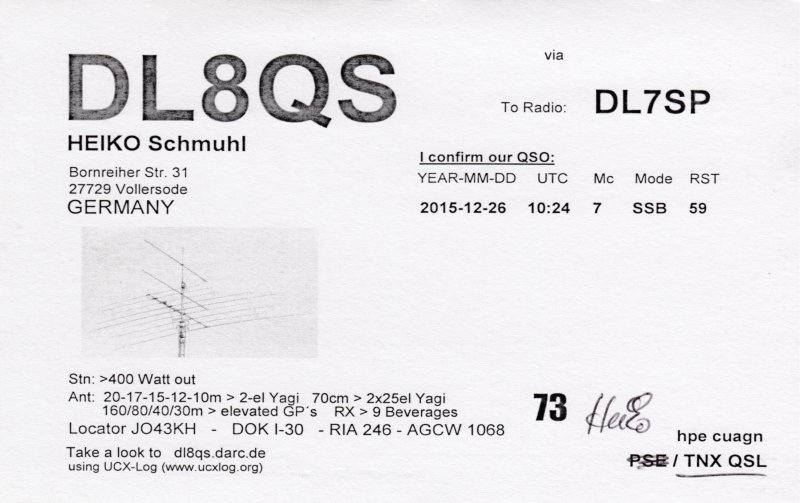 DL8QS
HEIKO Schmuhl
Bornreiher Str. 31
27729 Vollersode
GERMANY
via
To Radio: DL7SP
I confirm our QSO:
YEAR-MM-DD UTC Mc Mode RST
2015-12-26 10:24 7 SSB 59
Stn: >400 Watt out
Ant: 20-17-15-12-10m > 2-el Yagi 70cm > 2x25el Yagi
160/80/40/30m > elevated GP´s RX > 9 Beverages
Locator JO43KH - DOK I-30 - RIA 246 - AGCW 1068
Take a look to dl8qs.darc.de
using UCX-Log (www.ucxlog.org)
73 Heiko
hpe cuagn
PSE / TNX QSL